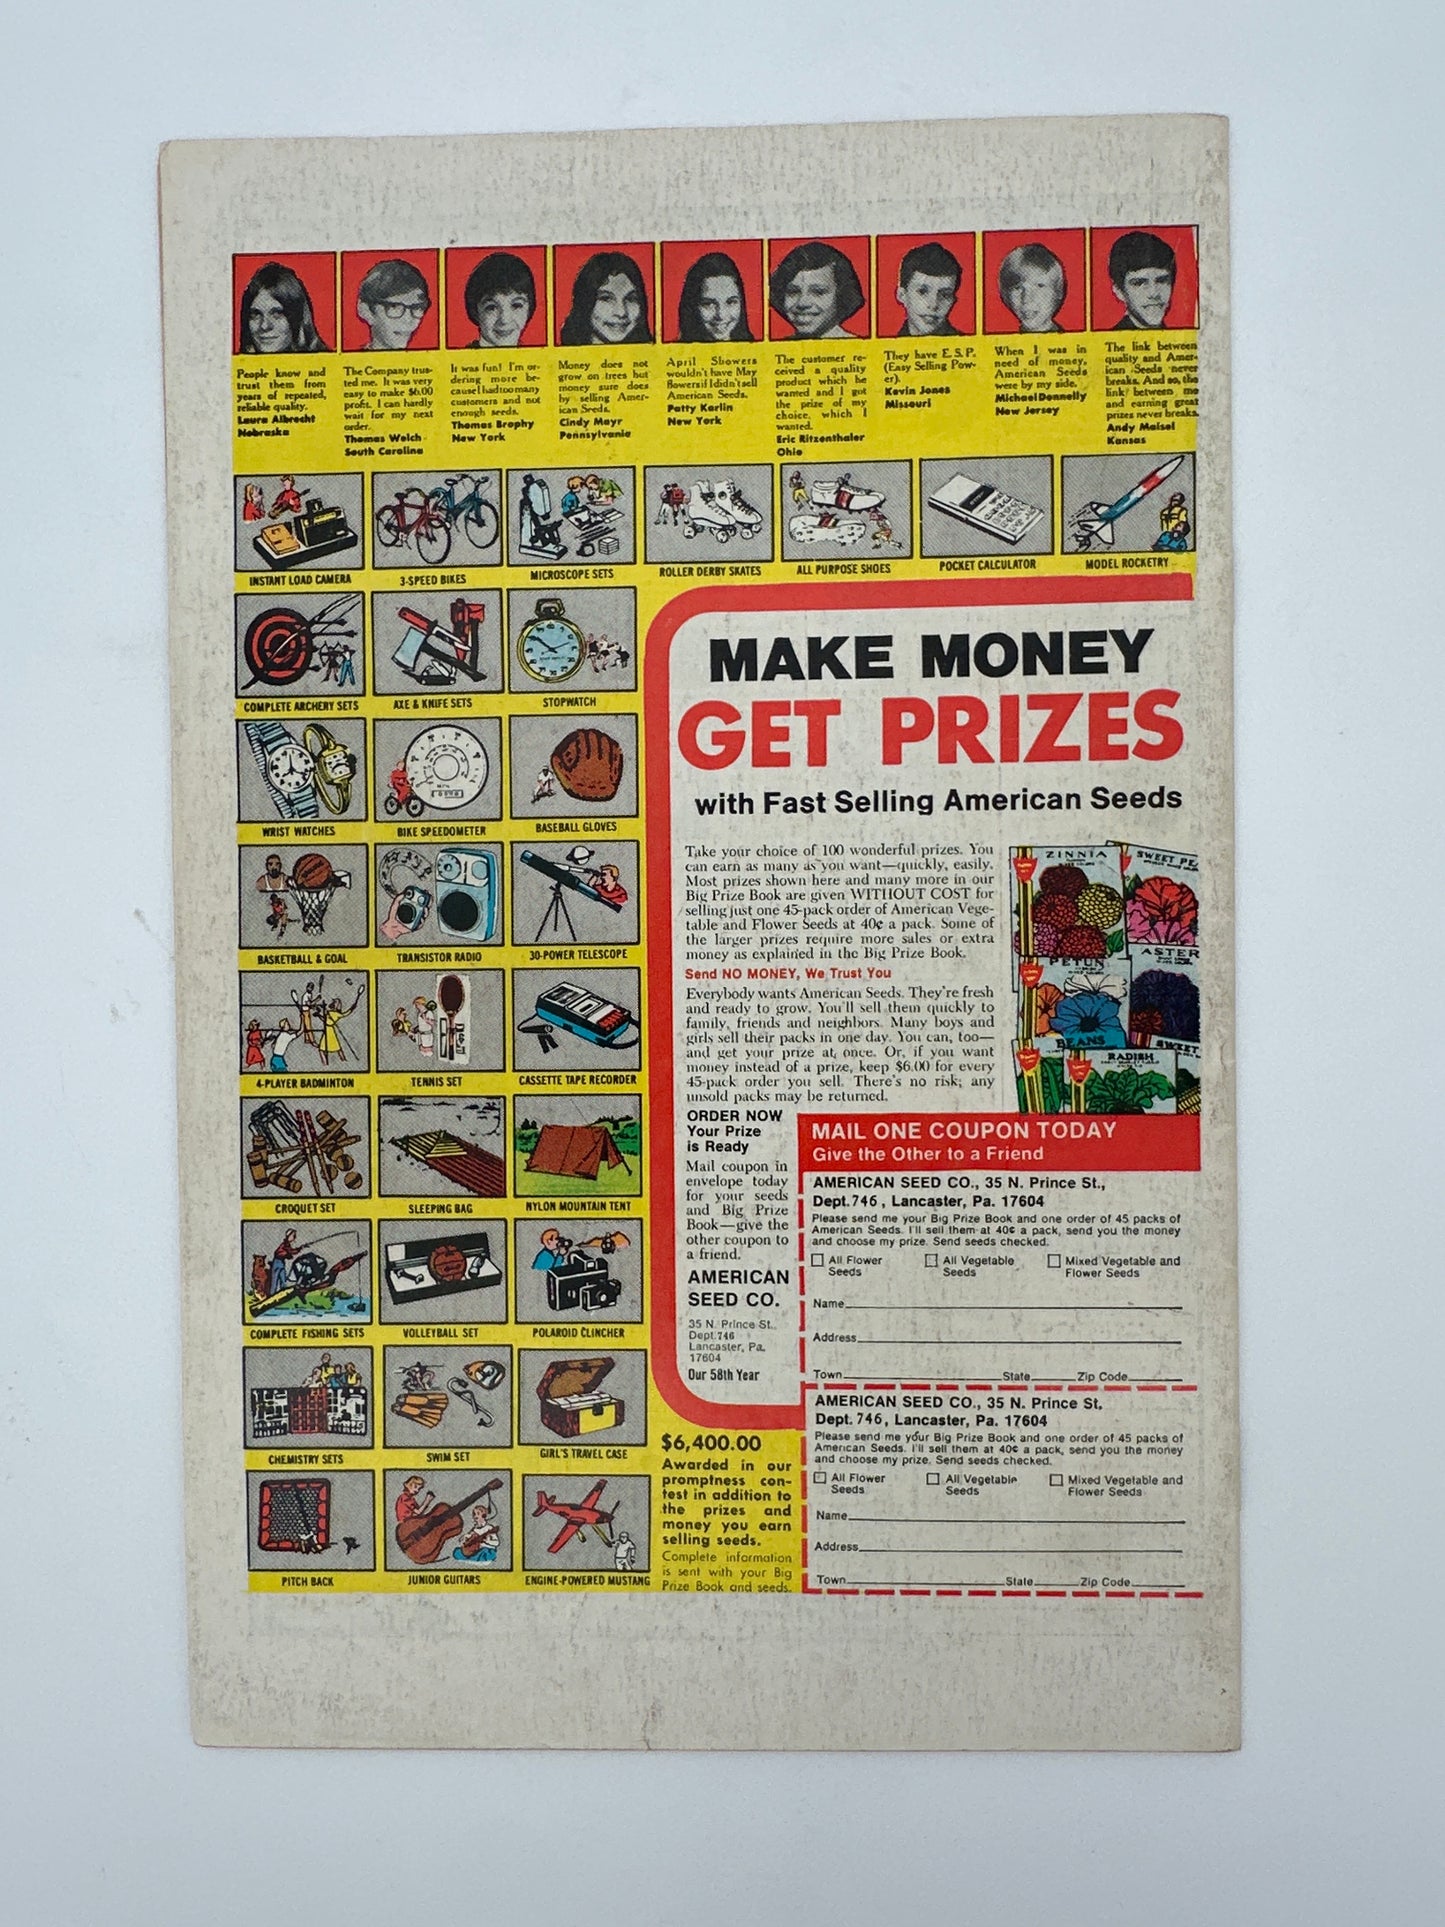 People know and
trust them from
years of repeated,
reliable quality.
Laura Albrecht
Nebraska
The Company trus-
ted me. It was very
easy to make $6.00
profit. I can hardly
wait for my next
order.
Thomas Welch
South Carolina
It was fun! I'm or-
dering more be-
cause I had too many
customers and not
enough seeds.
Thomas Brophy
New York
Money does not
grow on trees but
money sure does
by selling Amer-
ican Seeds.
Cindy Mayr
Pennsylvania
April Showers
wouldn't have May
flowers if I didn't sell
American Seeds.
Patty Karlin
New York
The customer re-
ceived a quality
product which he
wanted and I got
the prize of my
choice, which I
wanted.
Eric Ritzenthaler
Ohio
They have E.S.P.
(Easy Selling Pow-
er).
Kevin Jones
Missouri
When I was in
need of money,
American Seeds
were by my side.
Michael Donnelly
New Jersey
The link between
quality and Amer-
ican Seeds never
breaks. And so, the
link between me
and earning great
prizes never breaks.
Andy Maisel
Kansas
INSTANT LOAD CAMERA
3-SPEED BIKES
MICROSCOPE SETS
ROLLER DERBY SKATES
ALL PURPOSE SHOES
POCKET CALCULATOR
MODEL ROCKETRY
COMPLETE ARCHERY SETS
AXE & KNIFE SETS
STOPWATCH
WRIST WATCHES
BIKE SPEEDOMETER
BASEBALL GLOVES
BASKETBALL & GOAL
TRANSISTOR RADIO
30-POWER TELESCOPE
4-PLAYER BADMINTON
TENNIS SET
CASSETTE TAPE RECORDER
CROQUET SET
SLEEPING BAG
NYLON MOUNTAIN TENT
COMPLETE FISHING SETS
VOLLEYBALL SET
POLAROID CLINCHER
CHEMISTRY SETS
SWIM SET
GIRL'S TRAVEL CASE
PITCH BACK
JUNIOR GUITARS
ENGINE-POWERED MUSTANG
MAKE MONEY
GET PRIZES
with Fast Selling American Seeds
Take your choice of 100 wonderful prizes. You
can earn as many as you want—quickly, easily.
Most prizes shown here and many more in our
Big Prize Book are given WITHOUT COST for
selling just one 45-pack order of American Vege-
table and Flower Seeds at 40¢ a pack. Some of
the larger prizes require more sales or extra
money as explained in the Big Prize Book.
Send NO MONEY, We Trust You
Everybody wants American Seeds. They're fresh
and ready to grow. You'll sell them quickly to
family, friends and neighbors. Many boys and
girls sell their packs in one day. You can, too—
and get your prize at once. Or, if you want
money instead of a prize, keep $6.00 for every
45-pack order you sell. There's no risk; any
unsold packs may be returned.
ZINNIA
SWEET PE
PETUN
ASTER
BEANS
SWEET
RADISH
ORDER NOW
Your Prize
is Ready
Mail coupon in
envelope today
for your seeds
and Big Prize
Book—give the
other coupon to
a friend.
AMERICAN
SEED CO.
35 N. Prince St.
Dept. 746
Lancaster, Pa.
17604
Our 58th Year
$6,400.00
Awarded in our
promptness con-
test in addition to
the prizes and
money you earn
selling seeds.
Complete information
is sent with your Big
Prize Book and seeds.
MAIL ONE COUPON TODAY
Give the Other to a Friend
AMERICAN SEED CO., 35 N. Prince St.,
Dept. 746, Lancaster, Pa. 17604
Please send me your Big Prize Book and one order of 45 packs of
American Seeds. I'll sell them at 40¢ a pack, send you the money
and choose my prize. Send seeds checked.
All Flower Seeds
All Vegetable Seeds
Mixed Vegetable and Flower Seeds
Name
Address
Town State Zip Code
AMERICAN SEED CO., 35 N. Prince St,
Dept. 746, Lancaster, Pa. 17604
Please send me your Big Prize Book and one order of 45 packs of
American Seeds. I'll sell them at 40¢ a pack, send you the money
and choose my prize. Send seeds checked.
All Flower Seeds
All Vegetable Seeds
Mixed Vegetable and Flower Seeds
Name
Address
Town State Zip Code